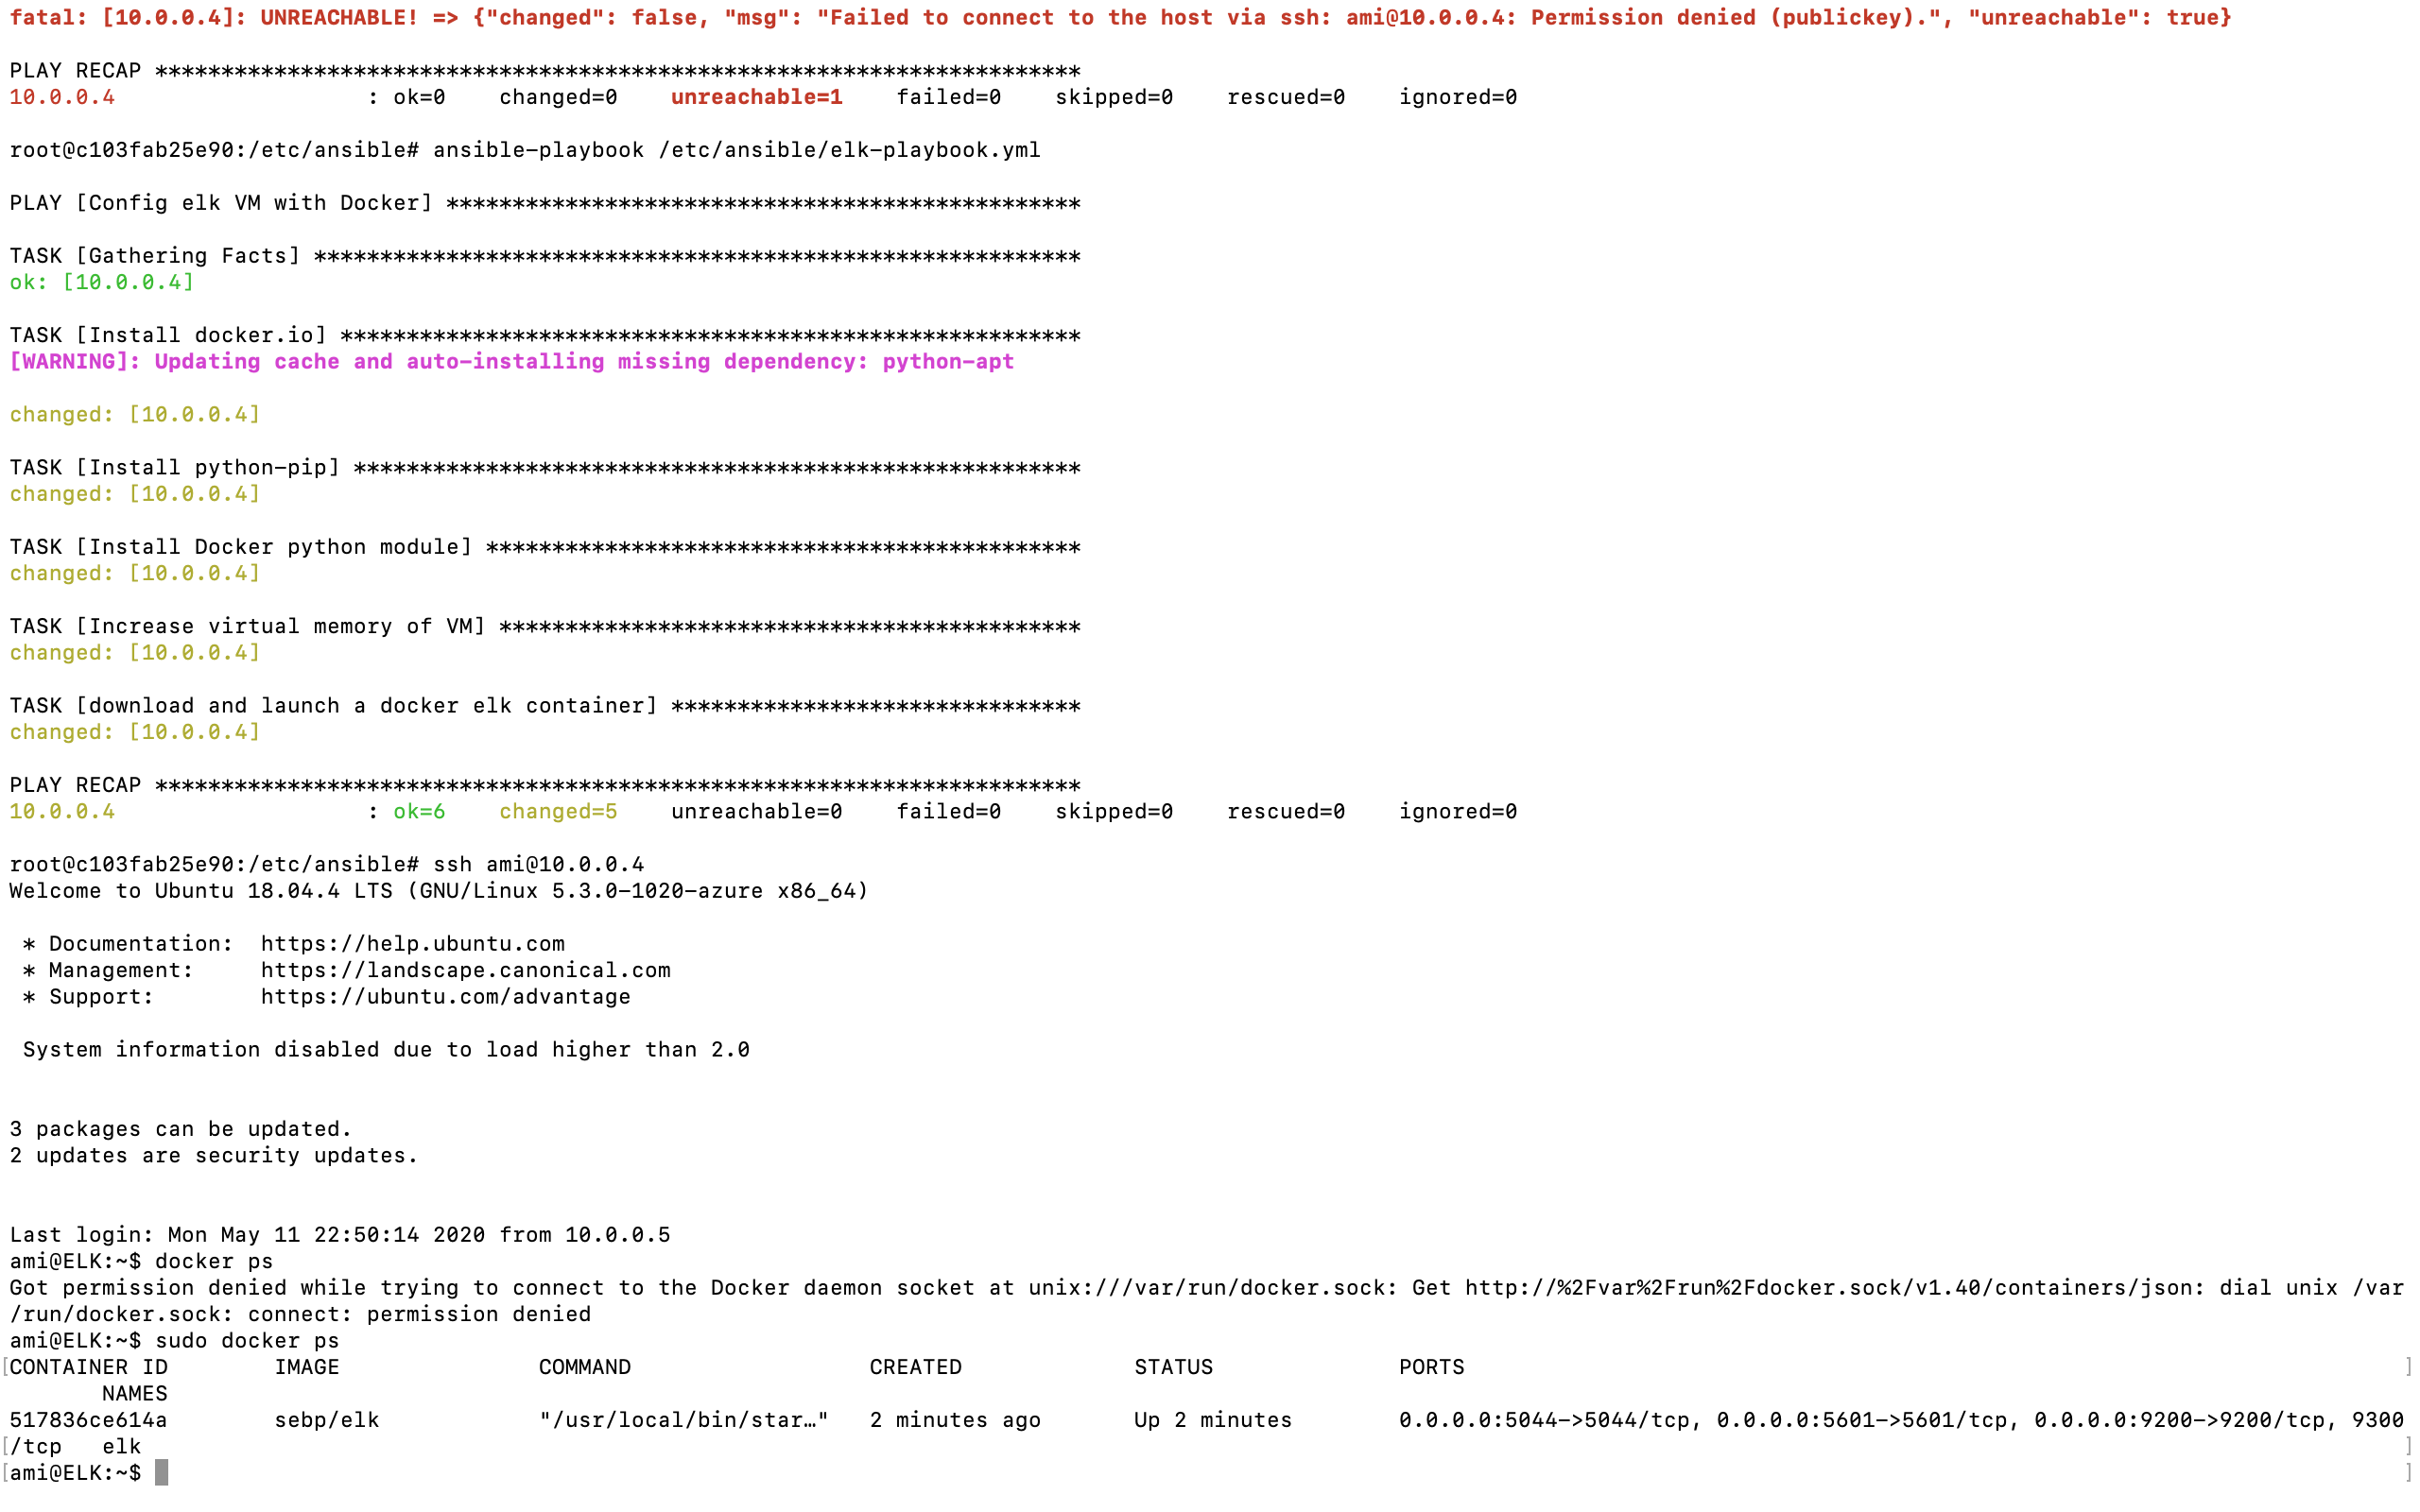 fatal: [10.0.0.4]: UNREACHABLE! => {"changed": false, "msg": "Failed to connect to the host via ssh: ami@10.0.0.4: Permission denied (publickey).", "unreachable": true}
PLAY RECAP **********************************************************************
10.0.0.4                   : ok=0    changed=0    unreachable=1    failed=0    skipped=0    rescued=0    ignored=0
root@c103fab25e90:/etc/ansible# ansible-playbook /etc/ansible/elk-playbook.yml
PLAY [Config elk VM with Docker] ************************************************
TASK [Gathering Facts] **********************************************************
ok: [10.0.0.4]
TASK [Install docker.io] ********************************************************
[WARNING]: Updating cache and auto-installing missing dependency: python-apt
changed: [10.0.0.4]
TASK [Install python-pip] *******************************************************
changed: [10.0.0.4]
TASK [Install Docker python module] *********************************************
changed: [10.0.0.4]
TASK [Increase virtual memory of VM] ********************************************
changed: [10.0.0.4]
TASK [download and launch a docker elk container] *******************************
changed: [10.0.0.4]
PLAY RECAP **********************************************************************
10.0.0.4                   : ok=6    changed=5    unreachable=0    failed=0    skipped=0    rescued=0    ignored=0
root@c103fab25e90:/etc/ansible# ssh ami@10.0.0.4
Welcome to Ubuntu 18.04.4 LTS (GNU/Linux 5.3.0-1020-azure x86_64)
 * Documentation:  https://help.ubuntu.com
 * Management:     https://landscape.canonical.com
 * Support:        https://ubuntu.com/advantage
 System information disabled due to load higher than 2.0
3 packages can be updated.
2 updates are security updates.
Last login: Mon May 11 22:50:14 2020 from 10.0.0.5
ami@ELK:~$ docker ps
Got permission denied while trying to connect to the Docker daemon socket at unix:///var/run/docker.sock: Get http://%2Fvar%2Frun%2Fdocker.sock/v1.40/containers/json: dial unix /var
/run/docker.sock: connect: permission denied
ami@ELK:~$ sudo docker ps
[CONTAINER ID        IMAGE               COMMAND                  CREATED             STATUS              PORTS                                                                       ]
       NAMES
517836ce614a        sebp/elk            "/usr/local/bin/star…"   2 minutes ago       Up 2 minutes        0.0.0.0:5044->5044/tcp, 0.0.0.0:5601->5601/tcp, 0.0.0.0:9200->9200/tcp, 9300
[/tcp   elk ]
[ami@ELK:~$ ]